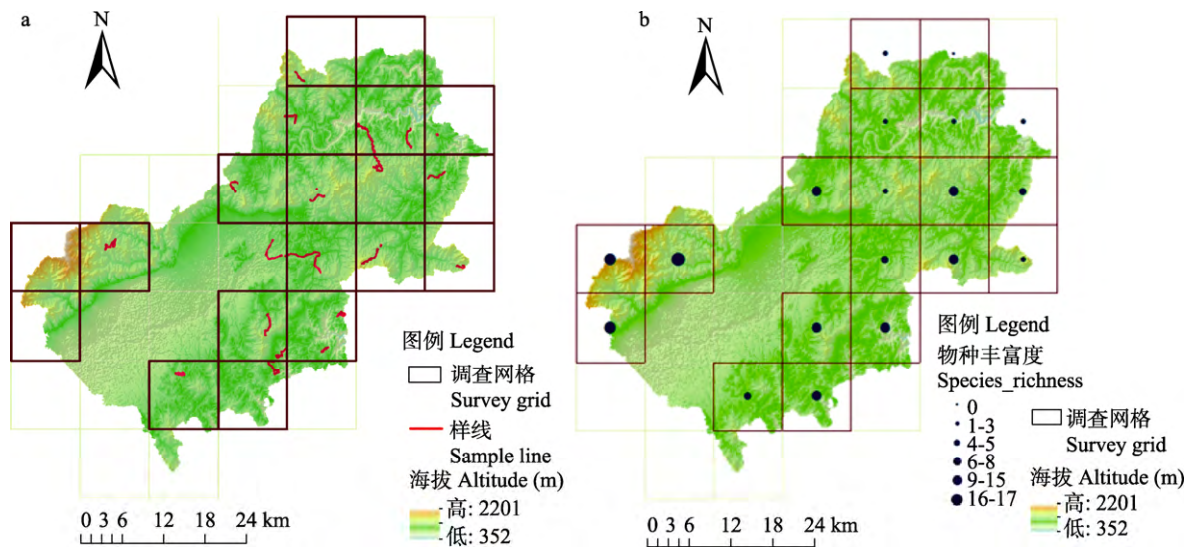 a
N
图例 Legend
调查网格
Survey grid
样线
Sample line
海拔 Altitude (m)
高: 2201
低: 352
0 3 6 12 18 24 km
b
N
图例 Legend
物种丰富度
Species_richness
0
1-3
4-5
6-8
9-15
16-17
调查网格
Survey grid
海拔 Altitude (m)
高: 2201
低: 352
0 3 6 12 18 24 km